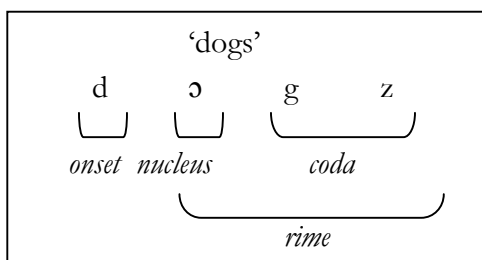 ‘dogs’
d ɔ g z
onset nucleus coda
rime